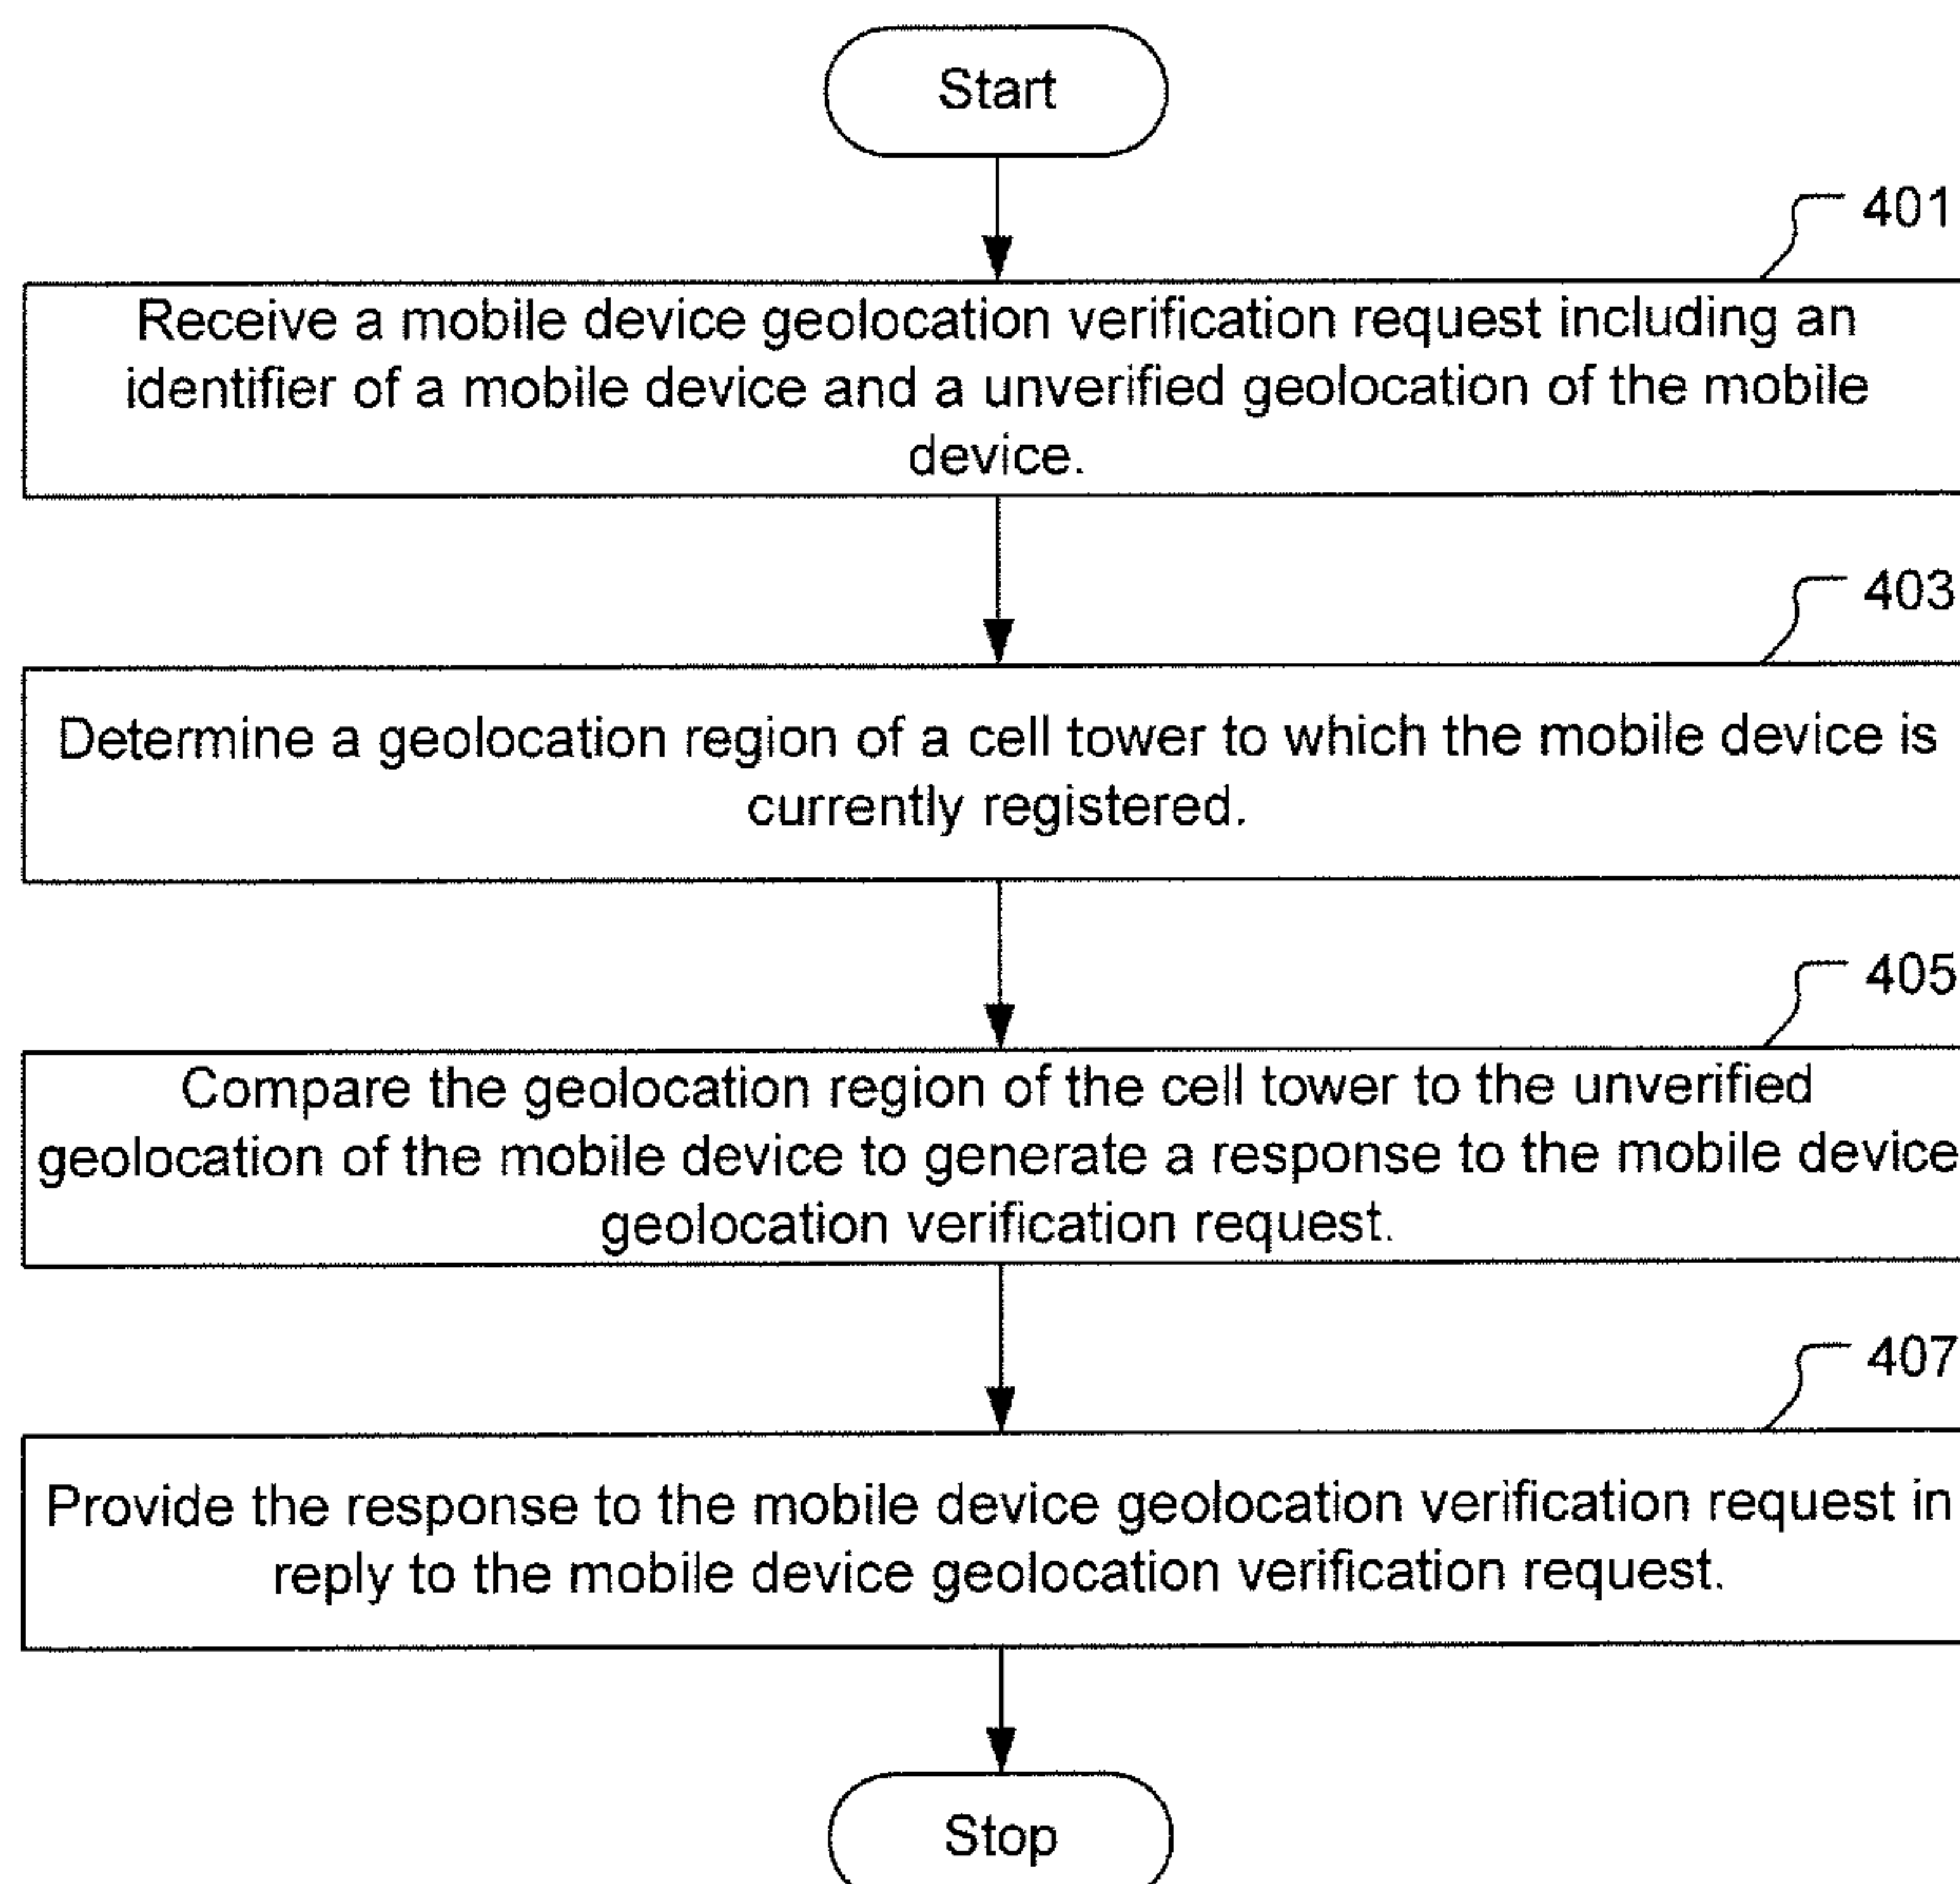 Start
401
Receive a mobile device geolocation verification request including an
identifier of a mobile device and a unverified geolocation of the mobile
device.
403
Determine a geolocation region of a cell tower to which the mobile device is
currently registered.
405
Compare the geolocation region of the cell tower to the unverified
geolocation of the mobile device to generate a response to the mobile device
geolocation verification request.
407
Provide the response to the mobile device geolocation verification request in
reply to the mobile device geolocation verification request.
Stop